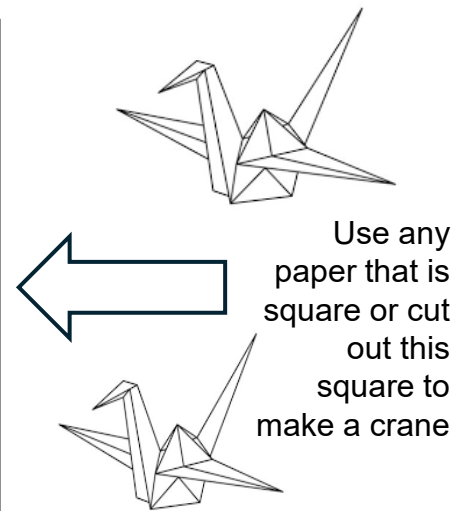 Use any
paper that is
square or cut
out this
square to
make a crane